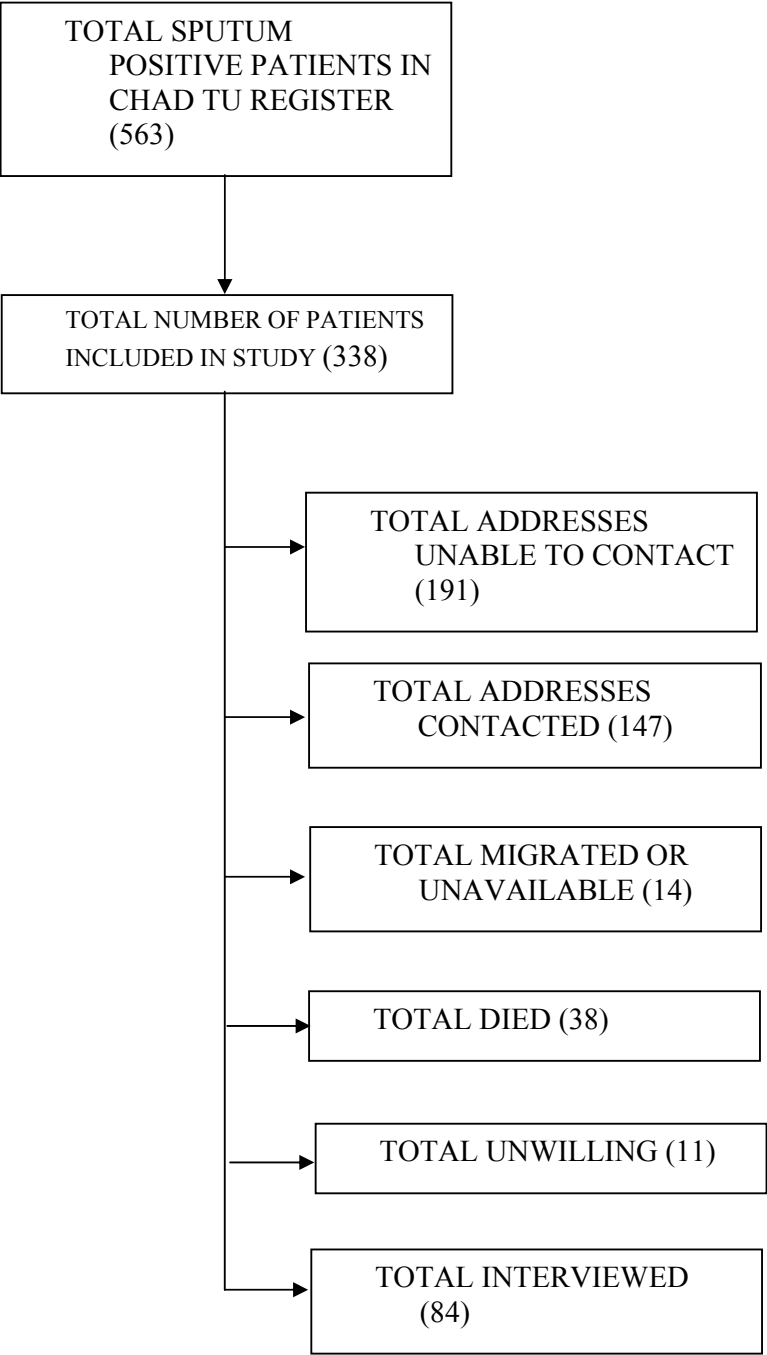 TOTAL SPUTUM
POSITIVE PATIENTS IN
CHAD TU REGISTER
(563)
TOTAL NUMBER OF PATIENTS
INCLUDED IN STUDY (338)
TOTAL ADDRESSES
UNABLE TO CONTACT
(191)
TOTAL ADDRESSES
CONTACTED (147)
TOTAL MIGRATED OR
UNAVAILABLE (14)
TOTAL DIED (38)
TOTAL UNWILLING (11)
TOTAL INTERVIEWED
(84)